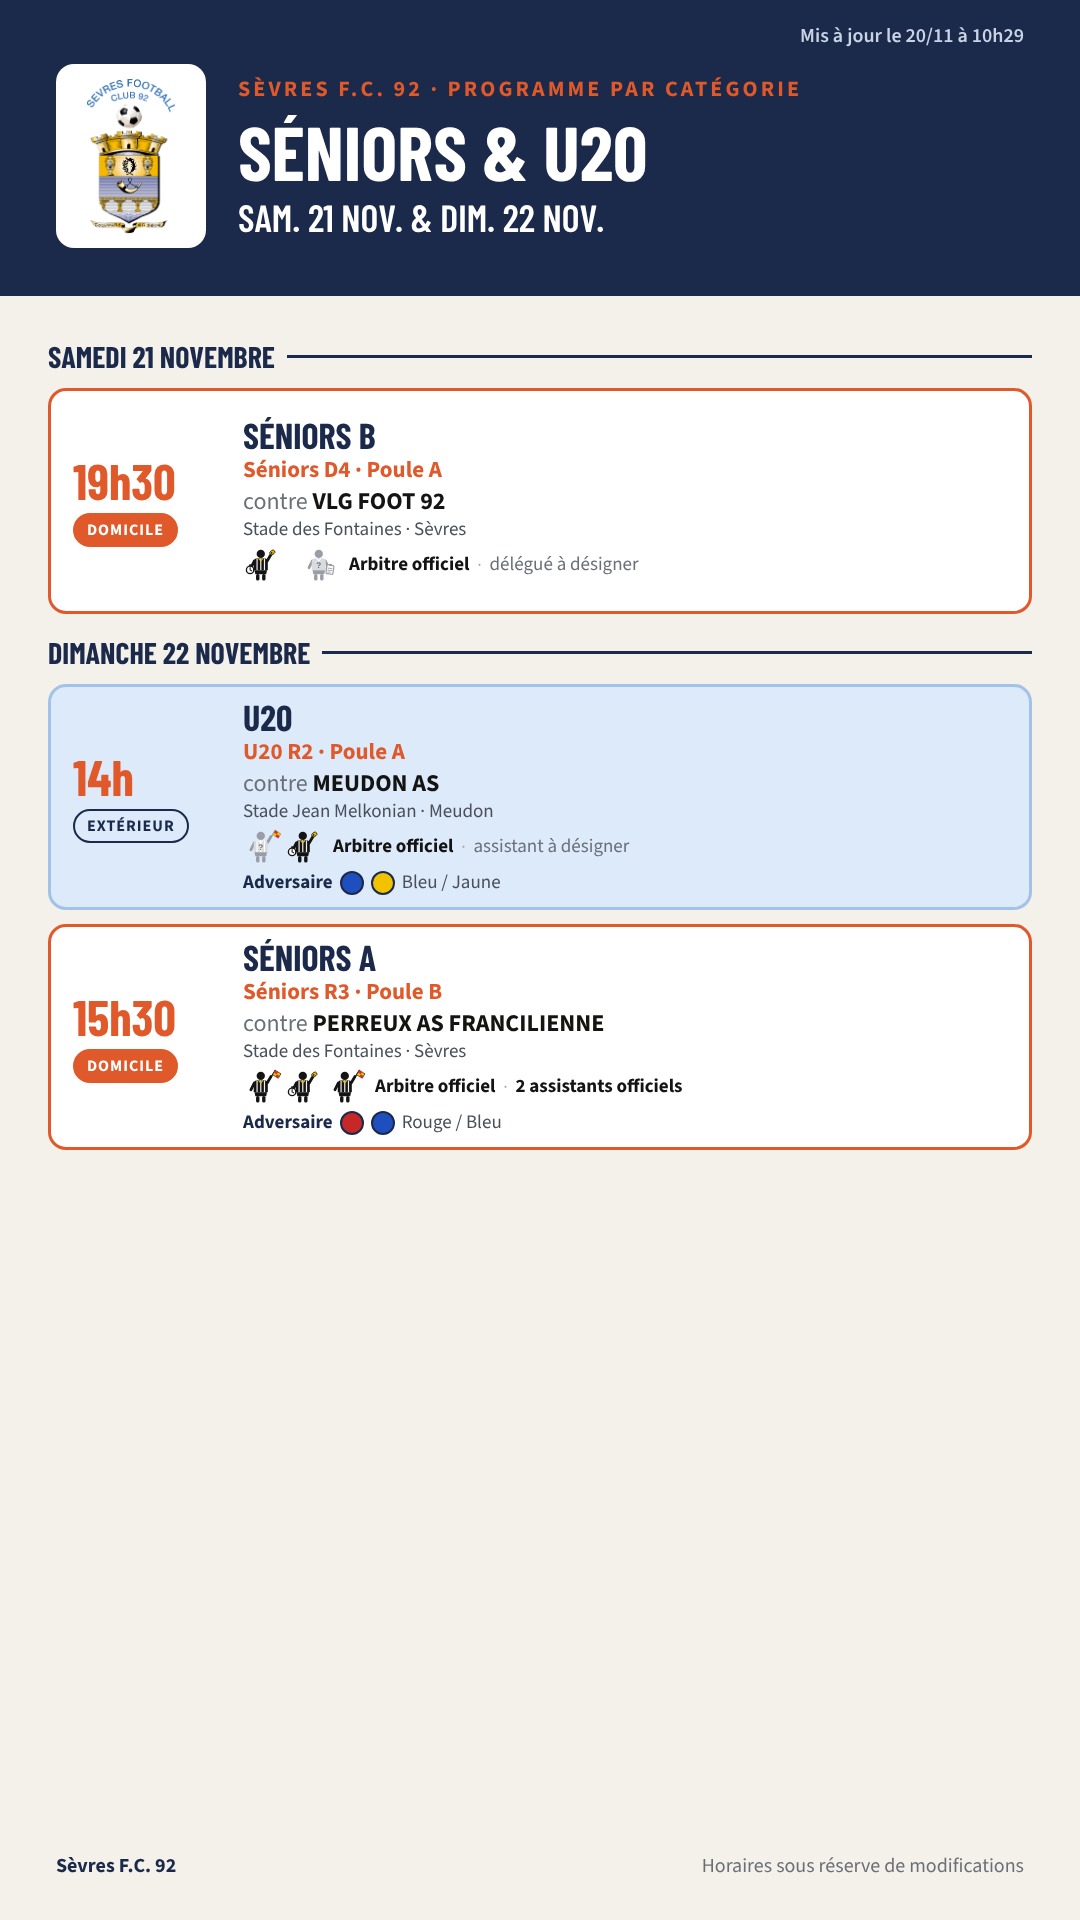 Mis à jour le 20/11 à 10h29
SEVRES FOOTBALL
CLUB 92
SÈVRES F.C. 92 · PROGRAMME PAR CATÉGORIE
SÉNIORS & U20
SAM. 21 NOV. & DIM. 22 NOV.
SAMEDI 21 NOVEMBRE
19h30
DOMICILE
SÉNIORS B
Séniors D4 · Poule A
contre VLG FOOT 92
Stade des Fontaines · Sèvres
? Arbitre officiel · délégué à désigner
DIMANCHE 22 NOVEMBRE
14h
EXTÉRIEUR
U20
U20 R2 · Poule A
contre MEUDON AS
Stade Jean Melkonian · Meudon
? Arbitre officiel · assistant à désigner
Adversaire Bleu / Jaune
15h30
DOMICILE
SÉNIORS A
Séniors R3 · Poule B
contre PERREUX AS FRANCILIENNE
Stade des Fontaines · Sèvres
Arbitre officiel · 2 assistants officiels
Adversaire Rouge / Bleu
Sèvres F.C. 92
Horaires sous réserve de modifications